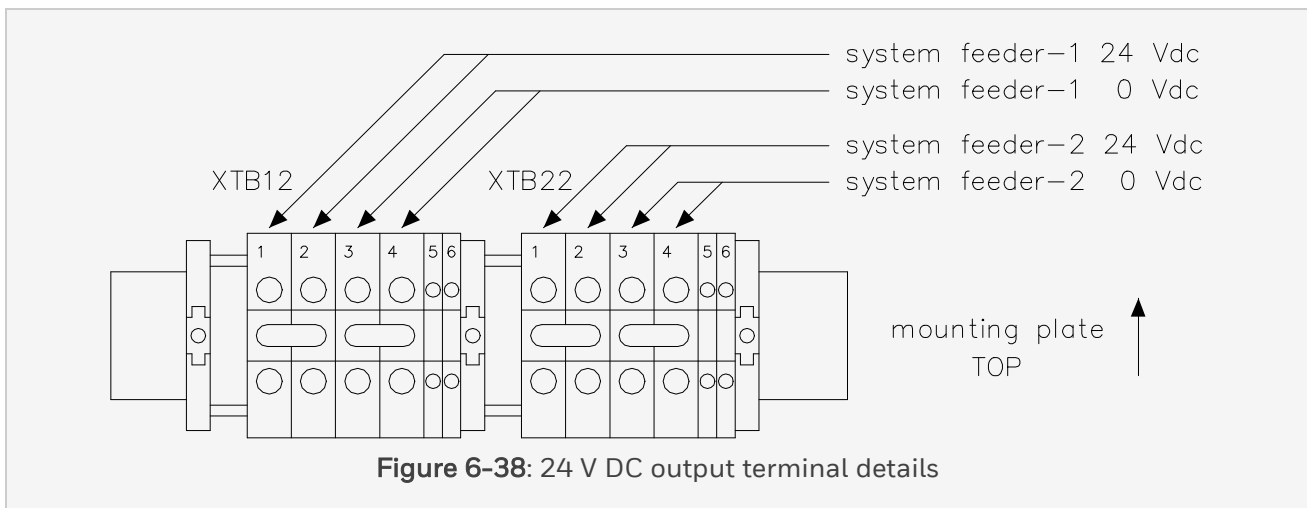 system feeder-1 24 Vdc
system feeder-1 0 Vdc
system feeder-2 24 Vdc
system feeder-2 0 Vdc
XTB12 XTB22
1 2 3 4 5 6 1 2 3 4 5 6
mounting plate
TOP
Figure 6-38: 24 V DC output terminal details